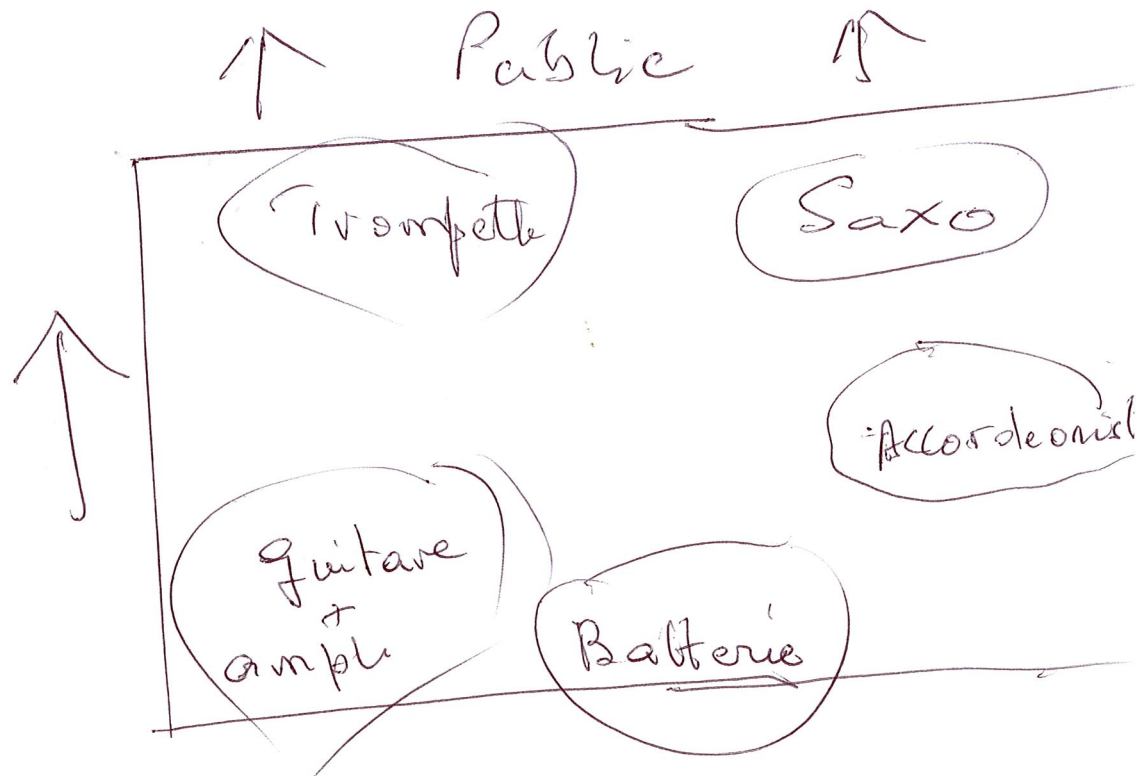 Public
Trompette
Saxo
Accordeonist
guitare
+
ampli
Batterie